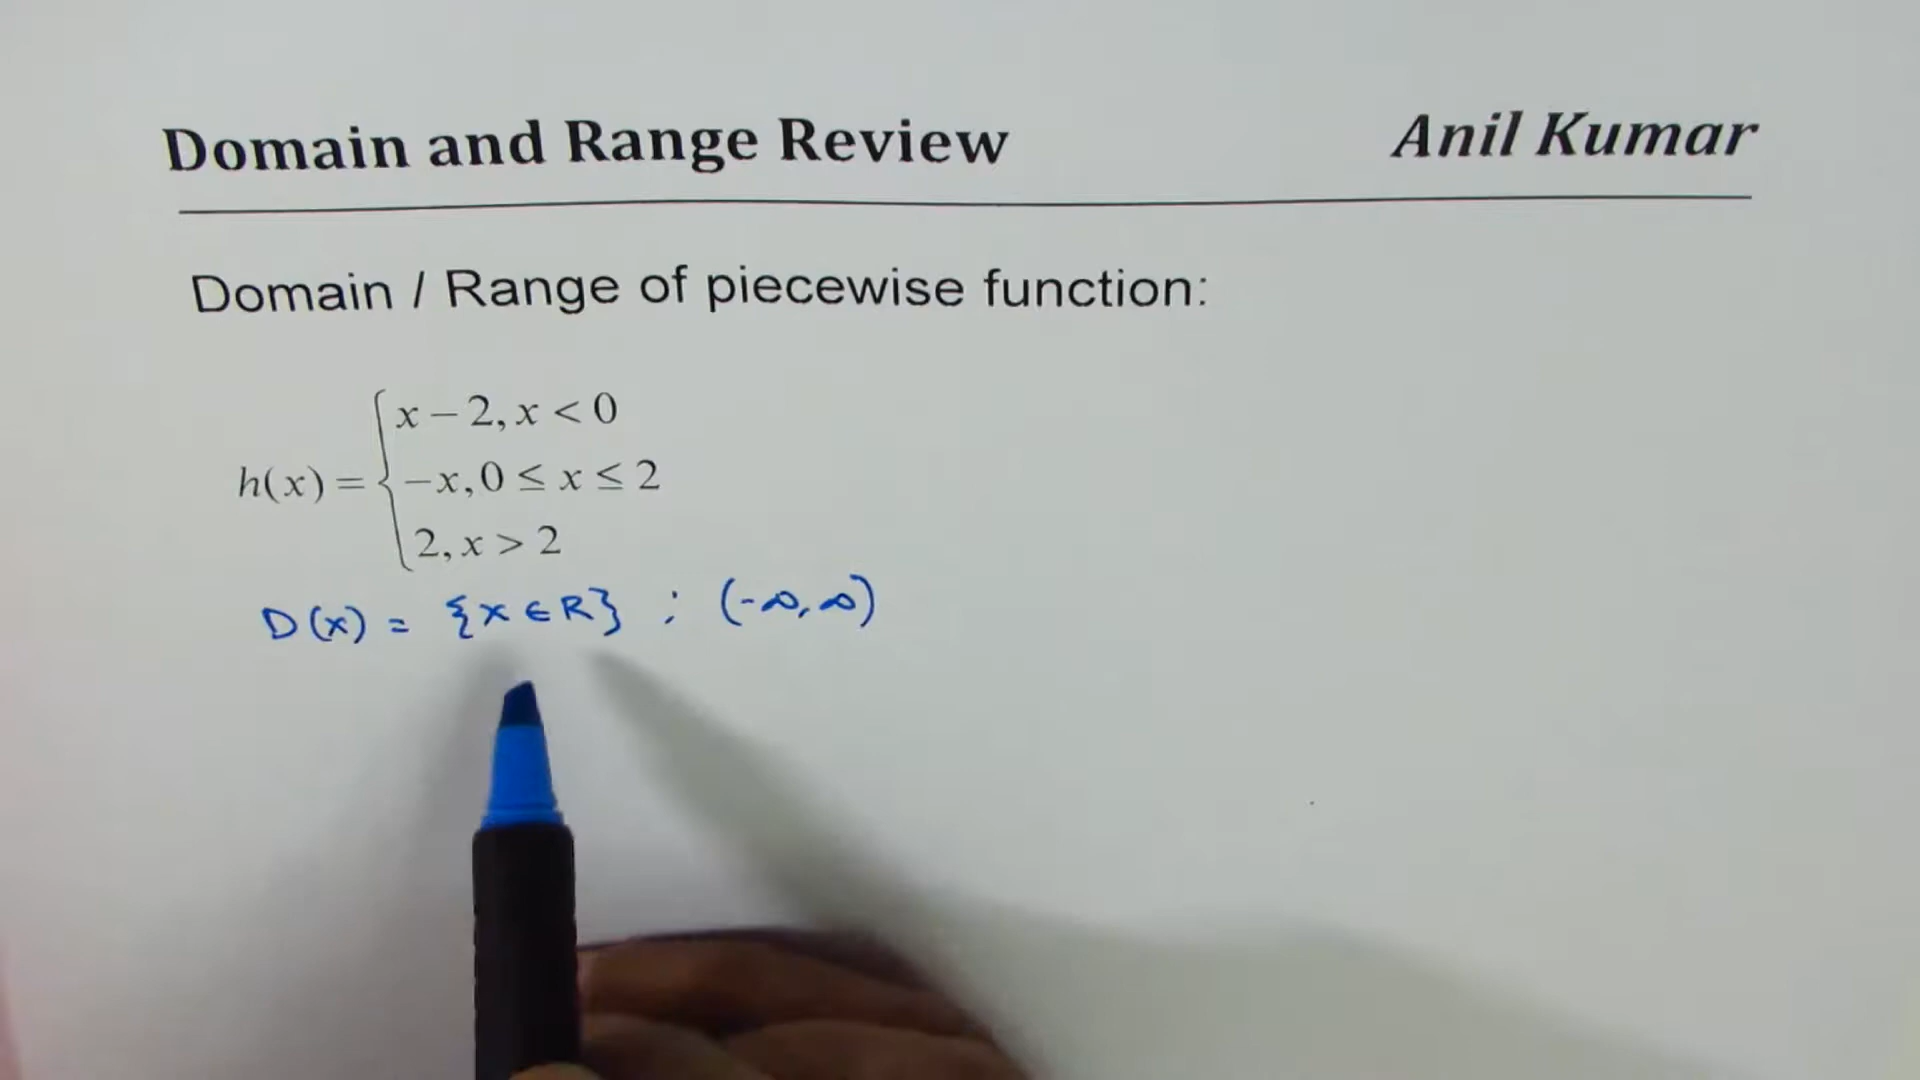 Domain and Range Review Anil Kumar
Domain / Range of piecewise function:
x − 2, x < 0
h(x) = { −x, 0 ≤ x ≤ 2
2, x > 2
D(x) = {x ∈ R} ; (-∞, ∞)